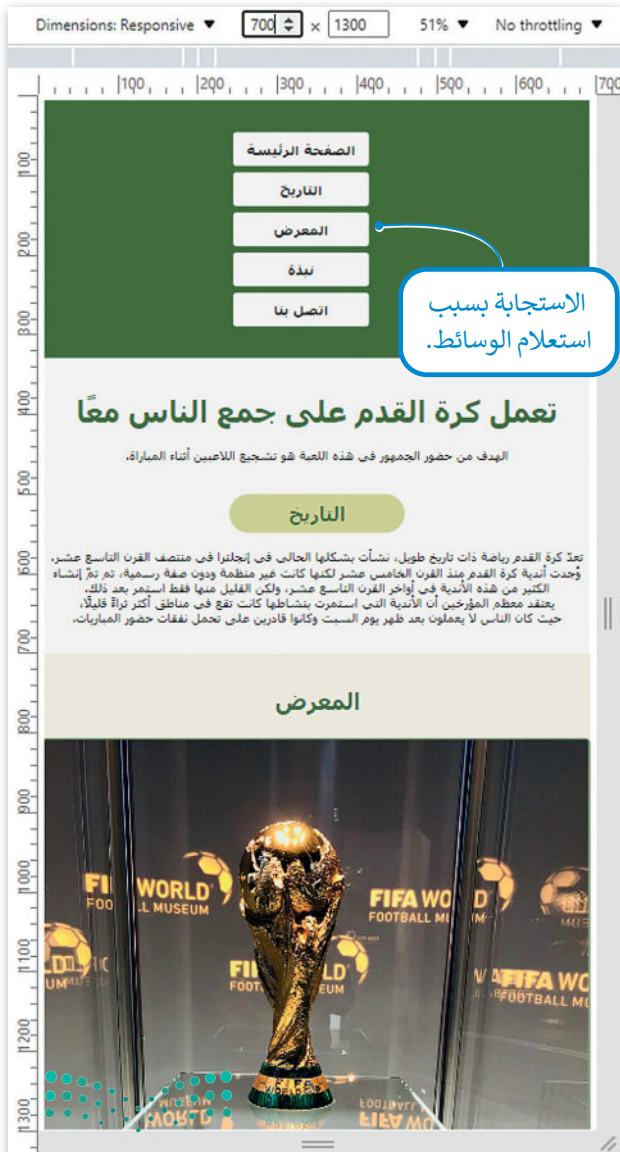 Dimensions: Responsive ▼ 700 × 1300 51% ▼ No throttling ▼
100 200 300 400 500 600 700
100
200
300
400
500
600
700
800
900
1000
1100
1200
1300
الصفحة الرئيسة
التاريخ
المعرض
نبذة
اتصل بنا
الاستجابة بسبب
استعلام الوسائط.
تعمل كرة القدم على جمع الناس معًا
الهدف من حضور الجمهور في هذه اللعبة هو تشجيع اللاعبين أثناء المباراة.
التاريخ
تعدّ كرة القدم رياضة ذات تاريخ طويل، نشأت بشكلها الحالي في إنجلترا في منتصف القرن التاسع عشر،
وُجدت أندية كرة القدم منذ القرن الخامس عشر لكنها كانت غير منظمة ودون صفة رسمية، ثم تمّ إنشاء
الكثير من هذه الأندية في أواخر القرن التاسع عشر، ولكن القليل منها فقط استمر بعد ذلك.
يعتقد معظم المؤرخين أن الأندية التي استمرت بنشاطها كانت تقع في مناطق أكثر ثراءً قليلًا،
حيث كان الناس لا يعملون بعد ظهر يوم السبت وكانوا قادرين على تحمل نفقات حضور المباريات.
المعرض
WORLD
MUSEUM
FIFA WO D
FOOTBALL
FIFA WO
FOOTBALL